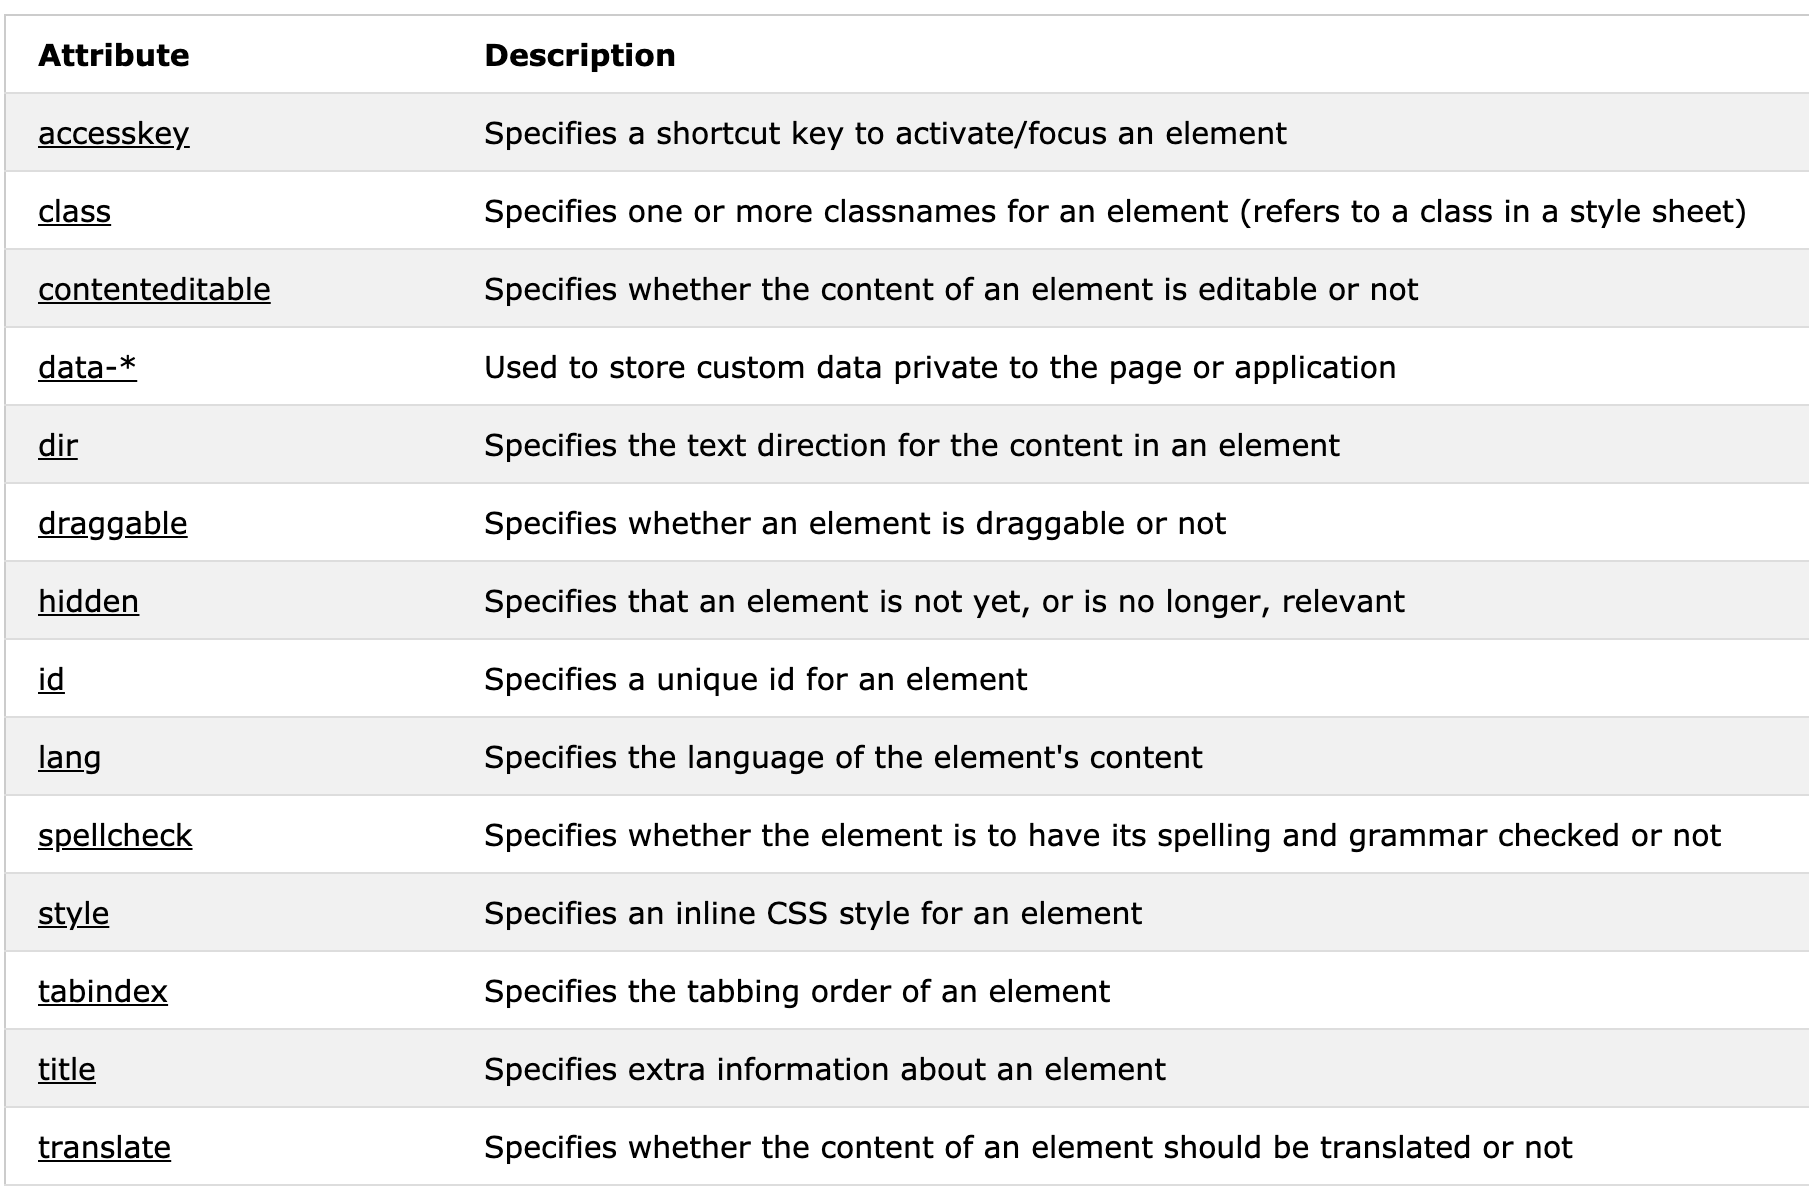 Attribute Description
accesskey Specifies a shortcut key to activate/focus an element
class Specifies one or more classnames for an element (refers to a class in a style sheet)
contenteditable Specifies whether the content of an element is editable or not
data-* Used to store custom data private to the page or application
dir Specifies the text direction for the content in an element
draggable Specifies whether an element is draggable or not
hidden Specifies that an element is not yet, or is no longer, relevant
id Specifies a unique id for an element
lang Specifies the language of the element's content
spellcheck Specifies whether the element is to have its spelling and grammar checked or not
style Specifies an inline CSS style for an element
tabindex Specifies the tabbing order of an element
title Specifies extra information about an element
translate Specifies whether the content of an element should be translated or not